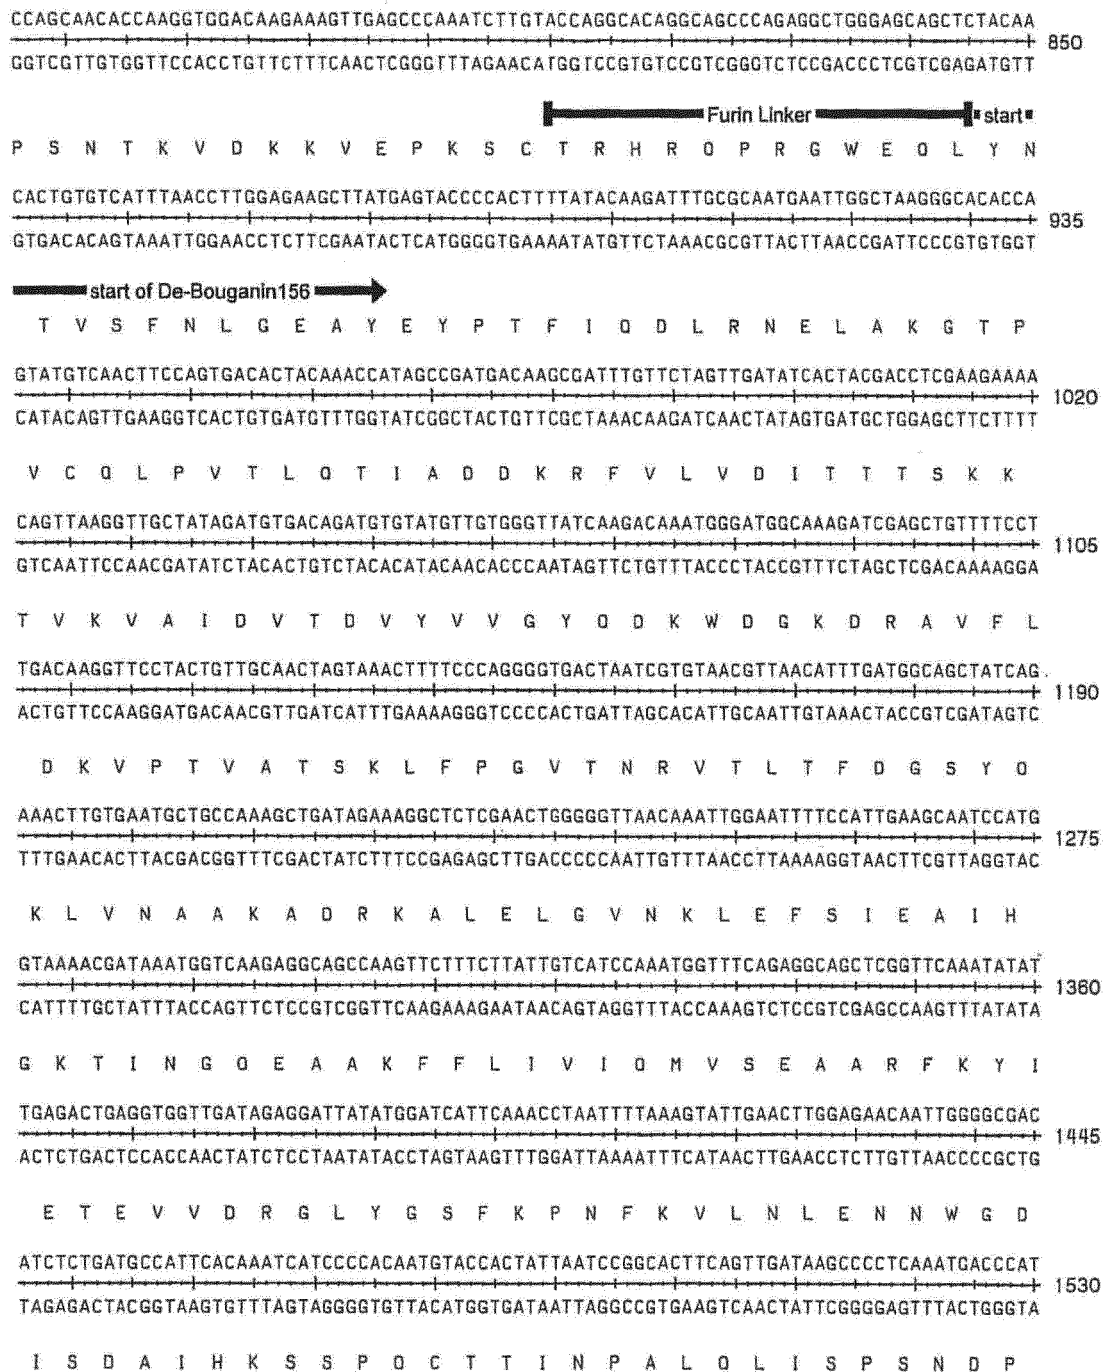 CCAGCAACACCAAGGTGGACAAGAAAGTTGAGCCCAAATCTTGTACCAGGCACAGGCAGCCCAGAGGCTGGGAGCAGCTCTACAA
850
GGTCGTTGTGGTTCCACCTGTTCTTTCAACTCGGGTTTAGAACATGGTCCGTGTCCGTCGGGTCTCCGACCCTCGTCGAGATGTT
Furin Linker start
P S N T K V D K K V E P K S C T R H R Q P R G W E Q L Y N
CACTGTGTCATTTAACCTTGGAGAAGCTTATGAGTACCCCACTTTTATACAAGATTTGCGCAATGAATTGGCTAAGGGCACACCA
935
GTGACACAGTAAATTGGAACCTCTTCGAATACTCATGGGGTGAAAATATGTTCTAAACGCGTTACTTAACCGATTCCCGTGTGGT
start of De-Bouganin156
T V S F N L G E A Y E Y P T F I Q D L R N E L A K G T P
GTATGTCAACTTCCAGTGACACTACAAACCATAGCCGATGACAAGCGATTTGTTCTAGTTGATATCACTACGACCTCGAAGAAAA
1020
CATACAGTTGAAGGTCACTGTGATGTTTGGTATCGGCTACTGTTCGCTAAACAAGATCAACTATAGTGATGCTGGAGCTTCTTTT
V C Q L P V T L Q T I A D D K R F V L V D I T T T S K K
CAGTTAAGGTTGCTATAGATGTGACAGATGTGTATGTTGTGGGTTATCAAGACAAATGGGATGGCAAAGATCGAGCTGTTTTCCT
1105
GTCAATTCCAACGATATCTACACTGTCTACACATACAACACCCAATAGTTCTGTTTACCCTACCGTTTCTAGCTCGACAAAAGGA
T V K V A I D V T D V Y V V G Y Q D K W D G K D R A V F L
TGACAAGGTTCCTACTGTTGCAACTAGTAAACTTTTCCCAGGGGTGACTAATCGTGTAACGTTAACATTTGATGGCAGCTATCAG
1190
ACTGTTCCAAGGATGACAACGTTGATCATTTGAAAAGGGTCCCCACTGATTAGCACATTGCAATTGTAAACTACCGTCGATAGTC
D K V P T V A T S K L F P G V T N R V T L T F D G S Y Q
AAACTTGTGAATGCTGCCAAAGCTGATAGAAAGGCTCTCGAACTGGGGGTTAACAAATTGGAATTTTCCATTGAAGCAATCCATG
1275
TTTGAACACTTACGACGGTTTCGACTATCTTTCCGAGAGCTTGACCCCCAATTGTTTAACCTTAAAAGGTAACTTCGTTAGGTAC
K L V N A A K A D R K A L E L G V N K L E F S I E A I H
GTAAAACGATAAATGGTCAAGAGGCAGCCAAGTTCTTTCTTATTGTCATCCAAATGGTTTCAGAGGCAGCTCGGTTCAAATATAT
1360
CATTTTGCTATTTACCAGTTCTCCGTCGGTTCAAGAAAGAATAACAGTAGGTTTACCAAAGTCTCCGTCGAGCCAAGTTTATATA
G K T I N G Q E A A K F F L I V I Q M V S E A A R F K Y I
TGAGACTGAGGTGGTTGATAGAGGATTATATGGATCATTCAAACCTAATTTTAAAGTATTGAACTTGGAGAACAATTGGGGCGAC
1445
ACTCTGACTCCACCAACTATCTCCTAATATACCTAGTAAGTTTGGATTAAAATTTCATAACTTGAACCTCTTGTTAACCCCGCTG
E T E V V D R G L Y G S F K P N F K V L N L E N N W G D
ATCTCTGATGCCATTCACAAATCATCCCCACAATGTACCACTATTAATCCGGCACTTCAGTTGATAAGCCCCTCAAATGACCCAT
1530
TAGAGACTACGGTAAGTGTTTAGTAGGGGTGTTACATGGTGATAATTAGGCCGTGAAGTCAACTATTCGGGGAGTTTACTGGGTA
I S D A I H K S S P Q C T T I N P A L Q L I S P S N D P